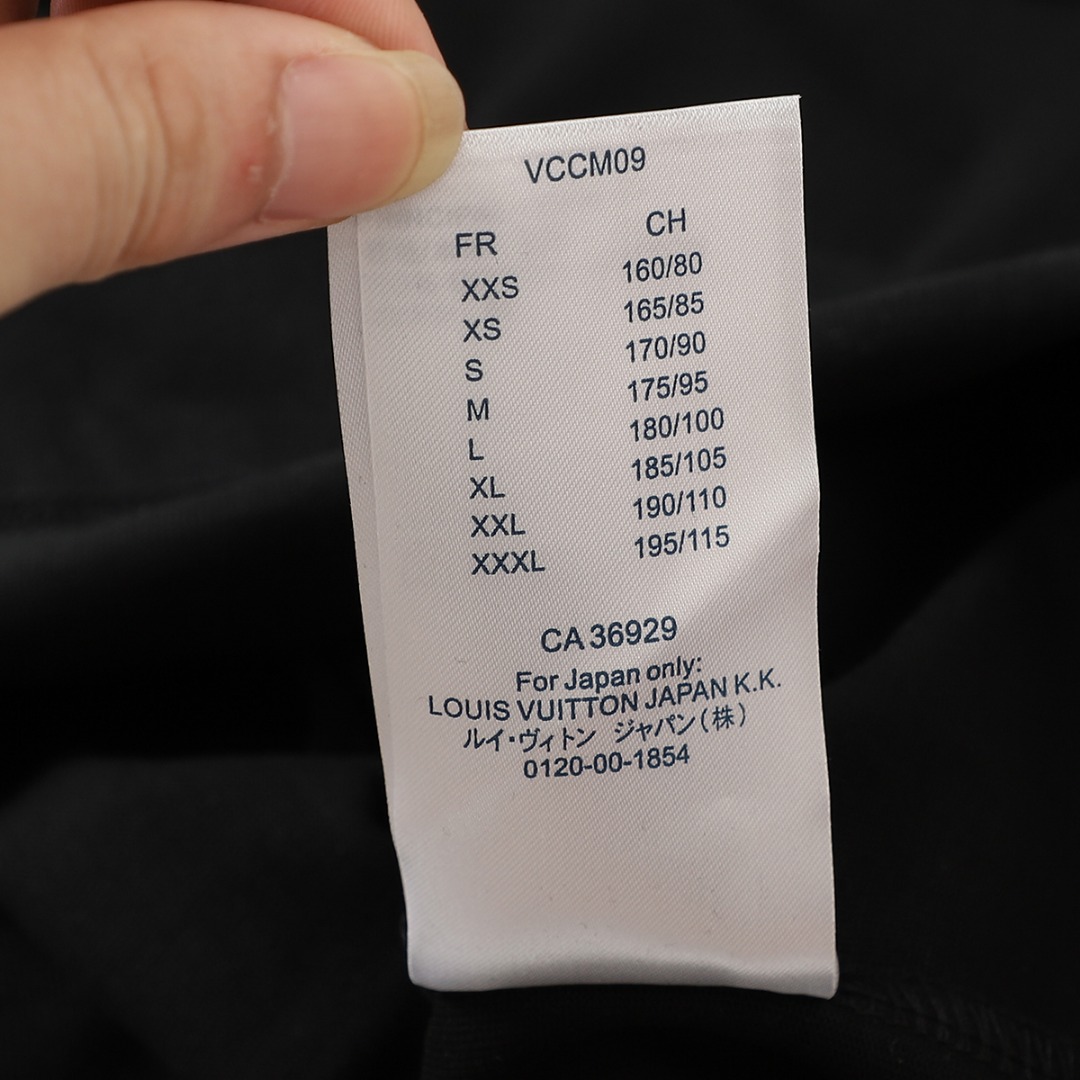 VCCM09
FR CH
XXS 160/80
XS 165/85
S 170/90
M 175/95
L 180/100
XL 185/105
XXL 190/110
XXXL 195/115
CA 36929
For Japan only:
LOUIS VUITTON JAPAN K.K.
ルイ・ヴィトン ジャパン(株)
0120-00-1854